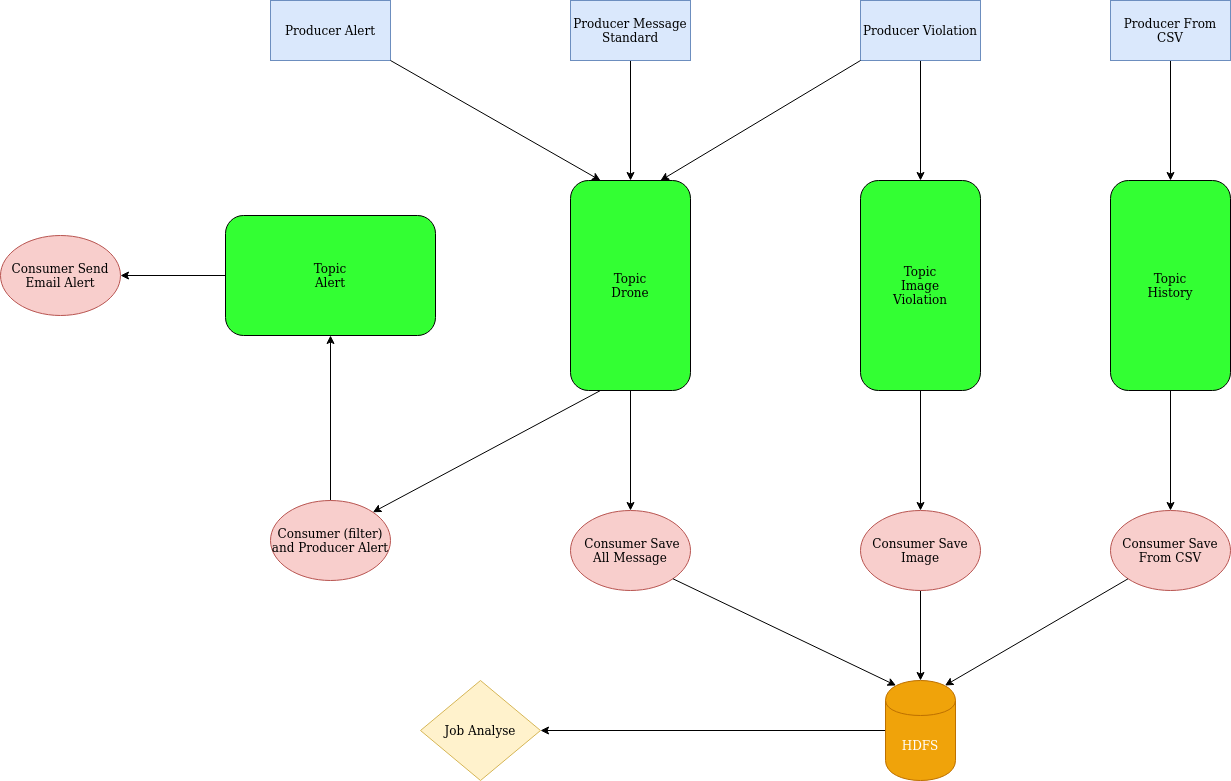 Producer Alert
Producer Message
Standard
Producer Violation
Producer From
CSV
Consumer Send
Email Alert
Topic
Alert
Topic
Drone
Topic
Image
Violation
Topic
History
Consumer (filter)
and Producer Alert
Consumer Save
All Message
Consumer Save
Image
Consumer Save
From CSV
Job Analyse
HDFS